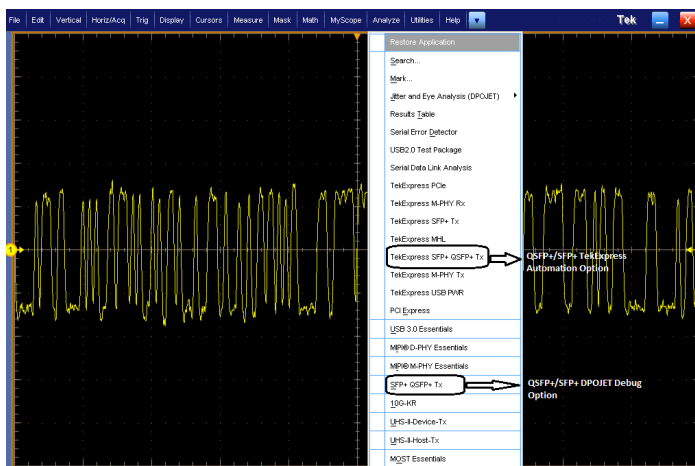 File Edit Vertical Horiz/Acq Trig Display Cursors Measure Mask Math MyScope Analyze Utilities Help Tek X
Restore Application
Search...
Mark...
Jitter and Eye Analysis (DPOJET)
Results Table
Serial Error Detector
USB2.0 Test Package
Serial Data Link Analysis
TekExpress PCIe
TekExpress M-PHY Rx
TekExpress SFP+ Tx
TekExpress MHL
TekExpress SFP+ QSFP+ Tx
QSFP+/SFP+ TekExpress
Automation Option
TekExpress M-PHY Tx
TekExpress USB PWR
PCI Express
USB 3.0 Essentials
MIPI® D-PHY Essentials
MIPI® M-PHY Essentials
SFP+ QSFP+ Tx
QSFP+/SFP+ DPOJET Debug
Option
10G-KR
UHS-II-Device-Tx
UHS-II-Host-Tx
MOST Essentials
1